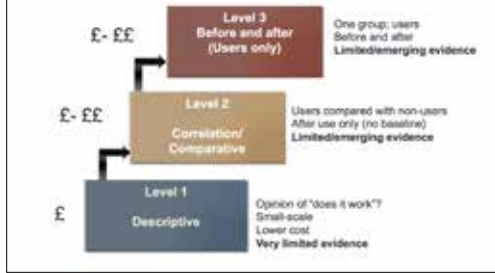 £- ££
Level 3
Before and after
(Users only)
One group; users
Before and after
Limited/emerging evidence
£- ££
Level 2
Correlation/
Comparative
Users compared with non-users
After use only (no baseline)
Limited/emerging evidence
£
Level 1
Descriptive
Opinion of "does it work"?
Small-scale
Lower cost
Very limited evidence